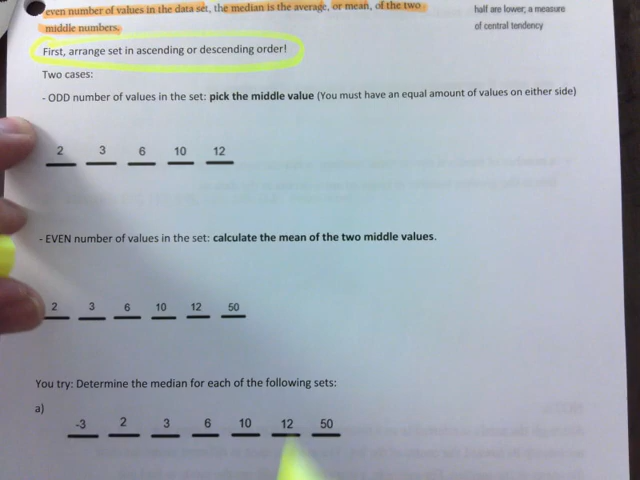 even number of values in the data set, the median is the average, or mean, of the two
middle numbers.
half are lower; a measure
of central tendency
First, arrange set in ascending or descending order!
Two cases:
- ODD number of values in the set: pick the middle value (You must have an equal amount of values on either side)
2 3 6 10 12
- EVEN number of values in the set: calculate the mean of the two middle values.
2 3 6 10 12 50
You try: Determine the median for each of the following sets:
a)
-3 2 3 6 10 12 50